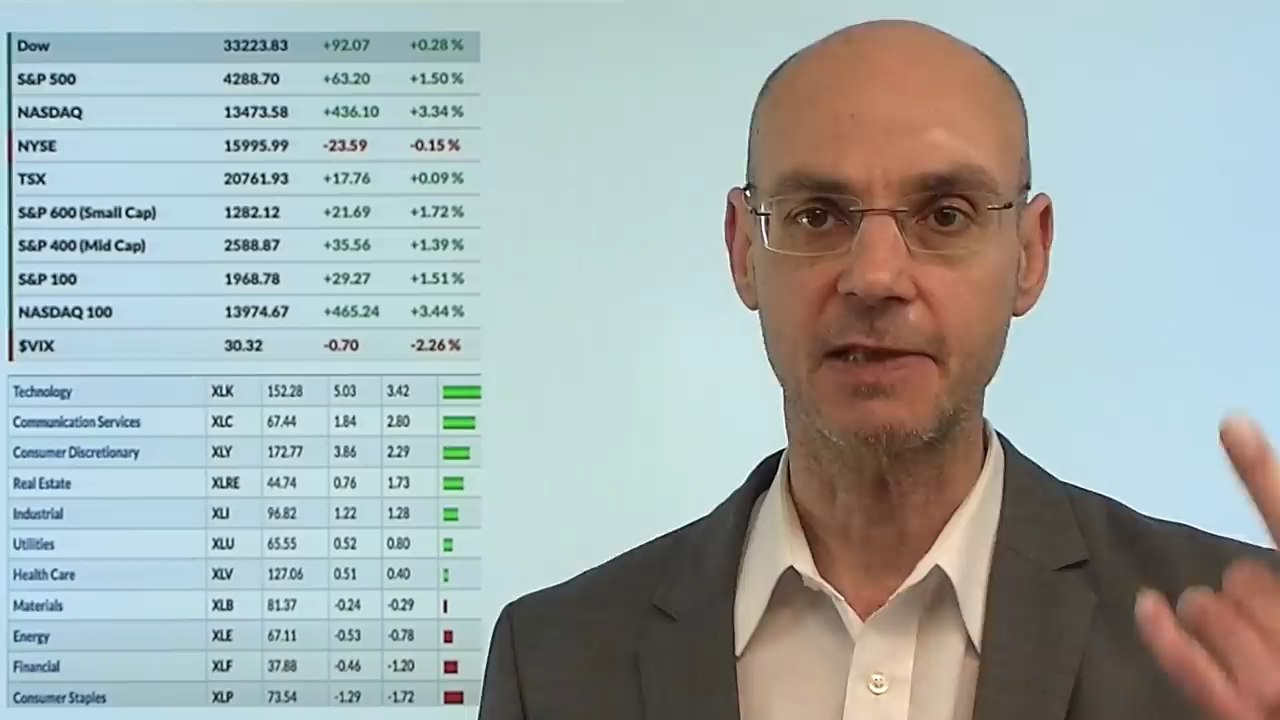 Dow 33223.83 +92.07 +0.28%
S&P 500 4288.70 +63.20 +1.50%
NASDAQ 13473.58 +436.10 +3.34%
NYSE 15995.99 -23.59 -0.15%
TSX 20761.93 +17.76 +0.09%
S&P 600 (Small Cap) 1282.12 +21.69 +1.72%
S&P 400 (Mid Cap) 2588.87 +35.56 +1.39%
S&P 100 1968.78 +29.27 +1.51%
NASDAQ 100 13974.67 +465.24 +3.44%
$VIX 30.32 -0.70 -2.26%
Technology XLK 152.28 5.03 3.42
Communication Services XLC 67.44 1.84 2.80
Consumer Discretionary XLY 172.77 3.86 2.29
Real Estate XLRE 44.74 0.76 1.73
Industrial XLI 96.82 1.22 1.28
Utilities XLU 65.55 0.52 0.80
Health Care XLV 127.06 0.51 0.40
Materials XLB 81.37 -0.24 -0.29
Energy XLE 67.11 -0.53 -0.78
Financial XLF 37.88 -0.46 -1.20
Consumer Staples XLP 73.54 -1.29 -1.72